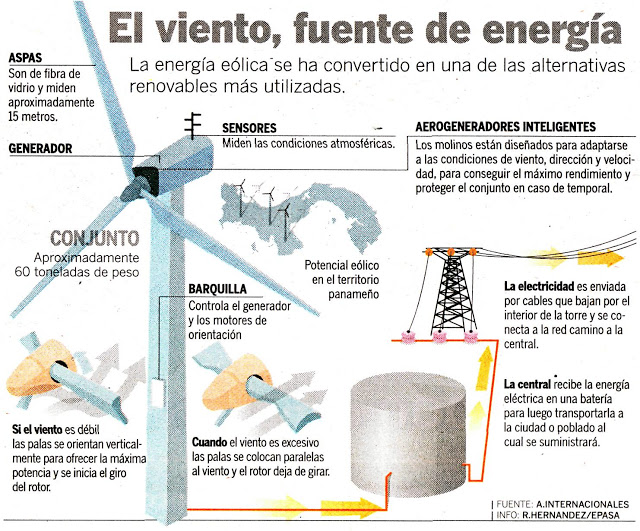 El viento, fuente de energía
La energía eólica se ha convertido en una de las alternativas
renovables más utilizadas.
ASPAS
Son de fibra de
vidrio y miden
aproximadamente
15 metros.
GENERADOR
SENSORES
Miden las condiciones atmosféricas.
AEROGENERADORES INTELIGENTES
Los molinos están diseñados para adaptarse
a las condiciones de viento, dirección y veloci-
dad, para conseguir el máximo rendimiento y
proteger el conjunto en caso de temporal.
CONJUNTO
Aproximadamente
60 toneladas de peso
Potencial eólico
en el territorio
panameño
BARQUILLA
Controla el generador
y los motores de
orientación
La electricidad es enviada
por cables que bajan por el
interior de la torre y se co-
necta a la red camino a la
central.
La central recibe la energía
eléctrica en una batería
para luego transportarla a
la ciudad o poblado al
cual se suministrará.
Si el viento es débil
las palas se orientan vertical-
mente para ofrecer la máxima
potencia y se inicia el giro
del rotor.
Cuando el viento es excesivo
las palas se colocan paralelas
al viento y el rotor deja de girar.
FUENTE: A.INTERNACIONALES
INFO: R.HERNANDEZ/EPASA